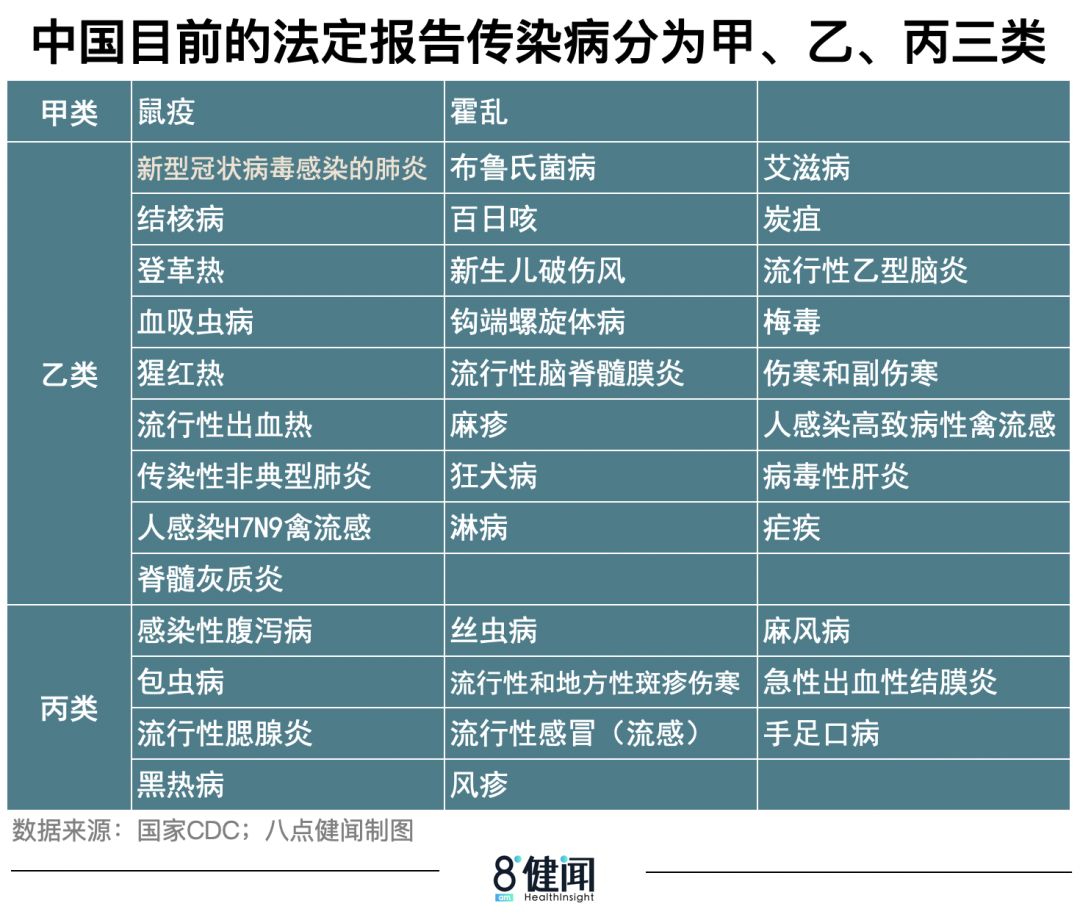 中国目前的法定报告传染病分为甲、乙、丙三类
甲类 鼠疫 霍乱
乙类
新型冠状病毒感染的肺炎 布鲁氏菌病 艾滋病
结核病 百日咳 炭疽
登革热 新生儿破伤风 流行性乙型脑炎
血吸虫病 钩端螺旋体病 梅毒
猩红热 流行性脑脊髓膜炎 伤寒和副伤寒
流行性出血热 麻疹 人感染高致病性禽流感
传染性非典型肺炎 狂犬病 病毒性肝炎
人感染H7N9禽流感 淋病 疟疾
脊髓灰质炎
丙类
感染性腹泻病 丝虫病 麻风病
包虫病 流行性和地方性斑疹伤寒 急性出血性结膜炎
流行性腮腺炎 流行性感冒（流感） 手足口病
黑热病 风疹
数据来源：国家CDC；八点健闻制图
8°健闻
am HealthInsight